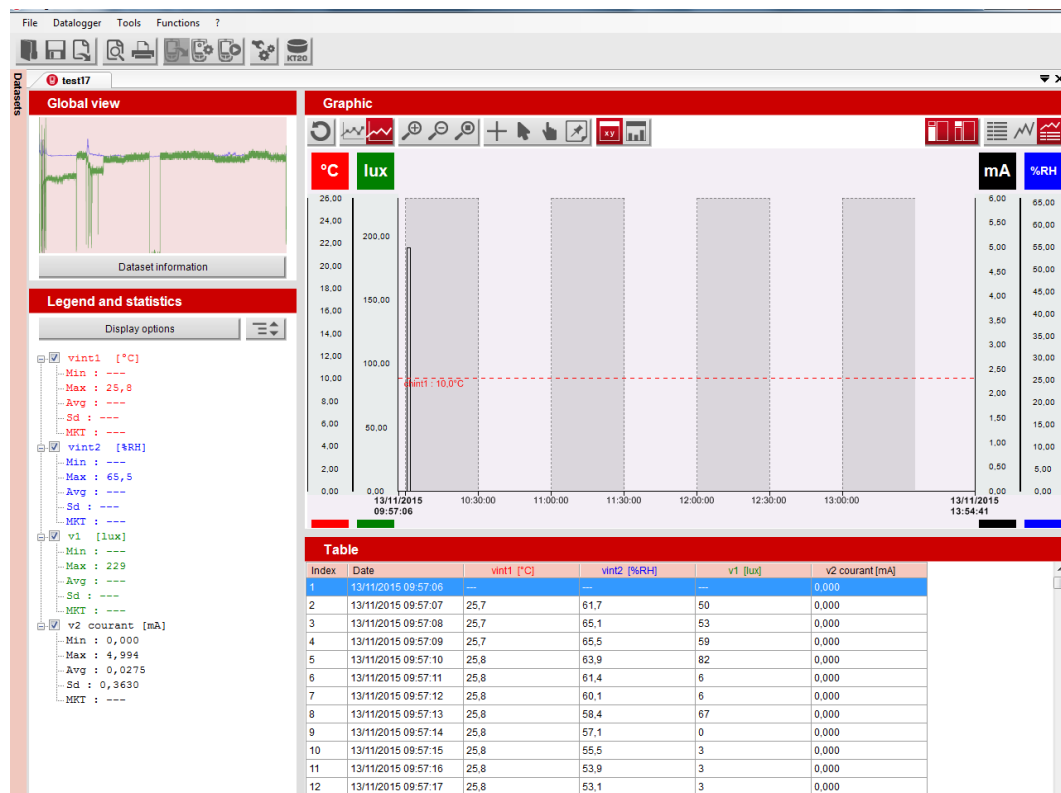 File Datalogger Tools Functions ?
KT20
Datasets
test17
Global view
Dataset information
Legend and statistics
Display options
vint1 [°C]
Min : ---
Max : 25,8
Avg : ---
Sd : ---
MKT : ---
vint2 [%RH]
Min : ---
Max : 65,5
Avg : ---
Sd : ---
MKT : ---
v1 [lux]
Min : ---
Max : 229
Avg : ---
Sd : ---
MKT : ---
v2 courant [mA]
Min : 0,000
Max : 4,994
Avg : 0,0275
Sd : 0,3630
MKT : ---
Graphic
xy
°C lux mA %RH
26,00
24,00
22,00
20,00
18,00
16,00
14,00
12,00
10,00
8,00
6,00
4,00
2,00
0,00
200,00
150,00
100,00
50,00
0,00
chint1 : 10,0°C
6,00
5,50
5,00
4,50
4,00
3,50
3,00
2,50
2,00
1,50
1,00
0,50
0,00
65,00
60,00
55,00
50,00
45,00
40,00
35,00
30,00
25,00
20,00
15,00
10,00
5,00
0,00
13/11/2015 10:30:00 11:00:00 11:30:00 12:00:00 12:30:00 13:00:00 13/11/2015
09:57:06 13:54:41
Table
Index Date vint1 [°C] vint2 [%RH] v1 [lux] v2 courant [mA]
1 13/11/2015 09:57:06 --- --- --- 0,000
2 13/11/2015 09:57:07 25,7 61,7 50 0,000
3 13/11/2015 09:57:08 25,7 65,1 53 0,000
4 13/11/2015 09:57:09 25,7 65,5 59 0,000
5 13/11/2015 09:57:10 25,8 63,9 82 0,000
6 13/11/2015 09:57:11 25,8 61,4 6 0,000
7 13/11/2015 09:57:12 25,8 60,1 6 0,000
8 13/11/2015 09:57:13 25,8 58,4 67 0,000
9 13/11/2015 09:57:14 25,8 57,1 0 0,000
10 13/11/2015 09:57:15 25,8 55,5 3 0,000
11 13/11/2015 09:57:16 25,8 53,9 3 0,000
12 13/11/2015 09:57:17 25,8 53,1 3 0,000